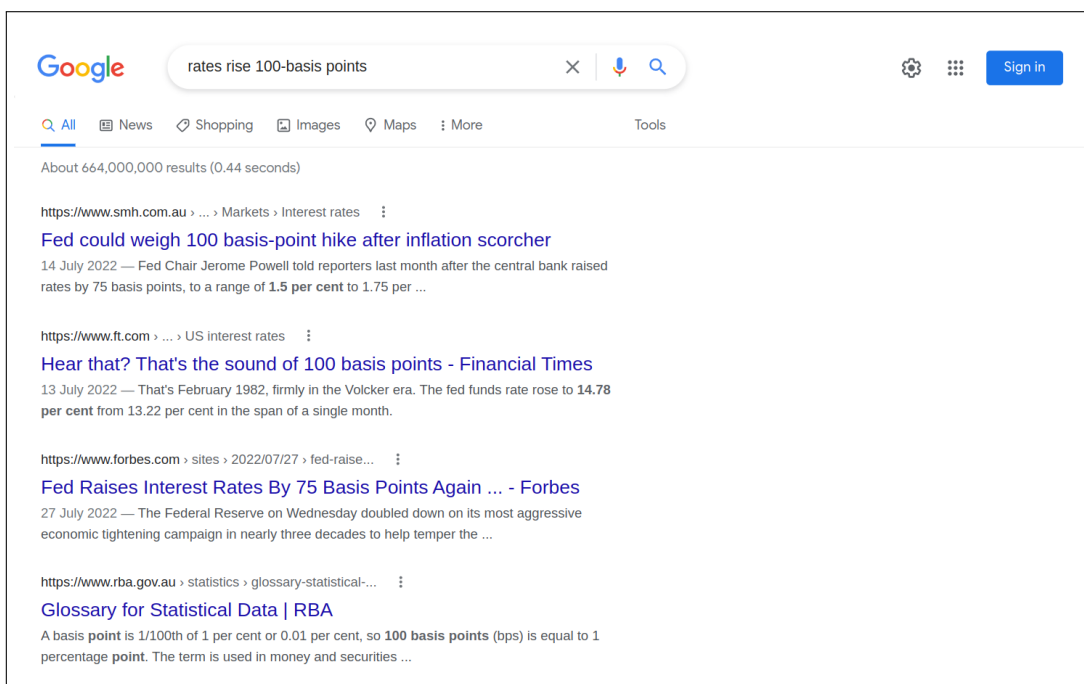 Google
rates rise 100-basis points
Sign in
All News Shopping Images Maps More Tools
About 664,000,000 results (0.44 seconds)
https://www.smh.com.au › ... › Markets › Interest rates
Fed could weigh 100 basis-point hike after inflation scorcher
14 July 2022 — Fed Chair Jerome Powell told reporters last month after the central bank raised
rates by 75 basis points, to a range of 1.5 per cent to 1.75 per ...
https://www.ft.com › ... › US interest rates
Hear that? That's the sound of 100 basis points - Financial Times
13 July 2022 — That's February 1982, firmly in the Volcker era. The fed funds rate rose to 14.78
per cent from 13.22 per cent in the span of a single month.
https://www.forbes.com › sites › 2022/07/27 › fed-raise...
Fed Raises Interest Rates By 75 Basis Points Again ... - Forbes
27 July 2022 — The Federal Reserve on Wednesday doubled down on its most aggressive
economic tightening campaign in nearly three decades to help temper the ...
https://www.rba.gov.au › statistics › glossary-statistical-...
Glossary for Statistical Data | RBA
A basis point is 1/100th of 1 per cent or 0.01 per cent, so 100 basis points (bps) is equal to 1
percentage point. The term is used in money and securities ...